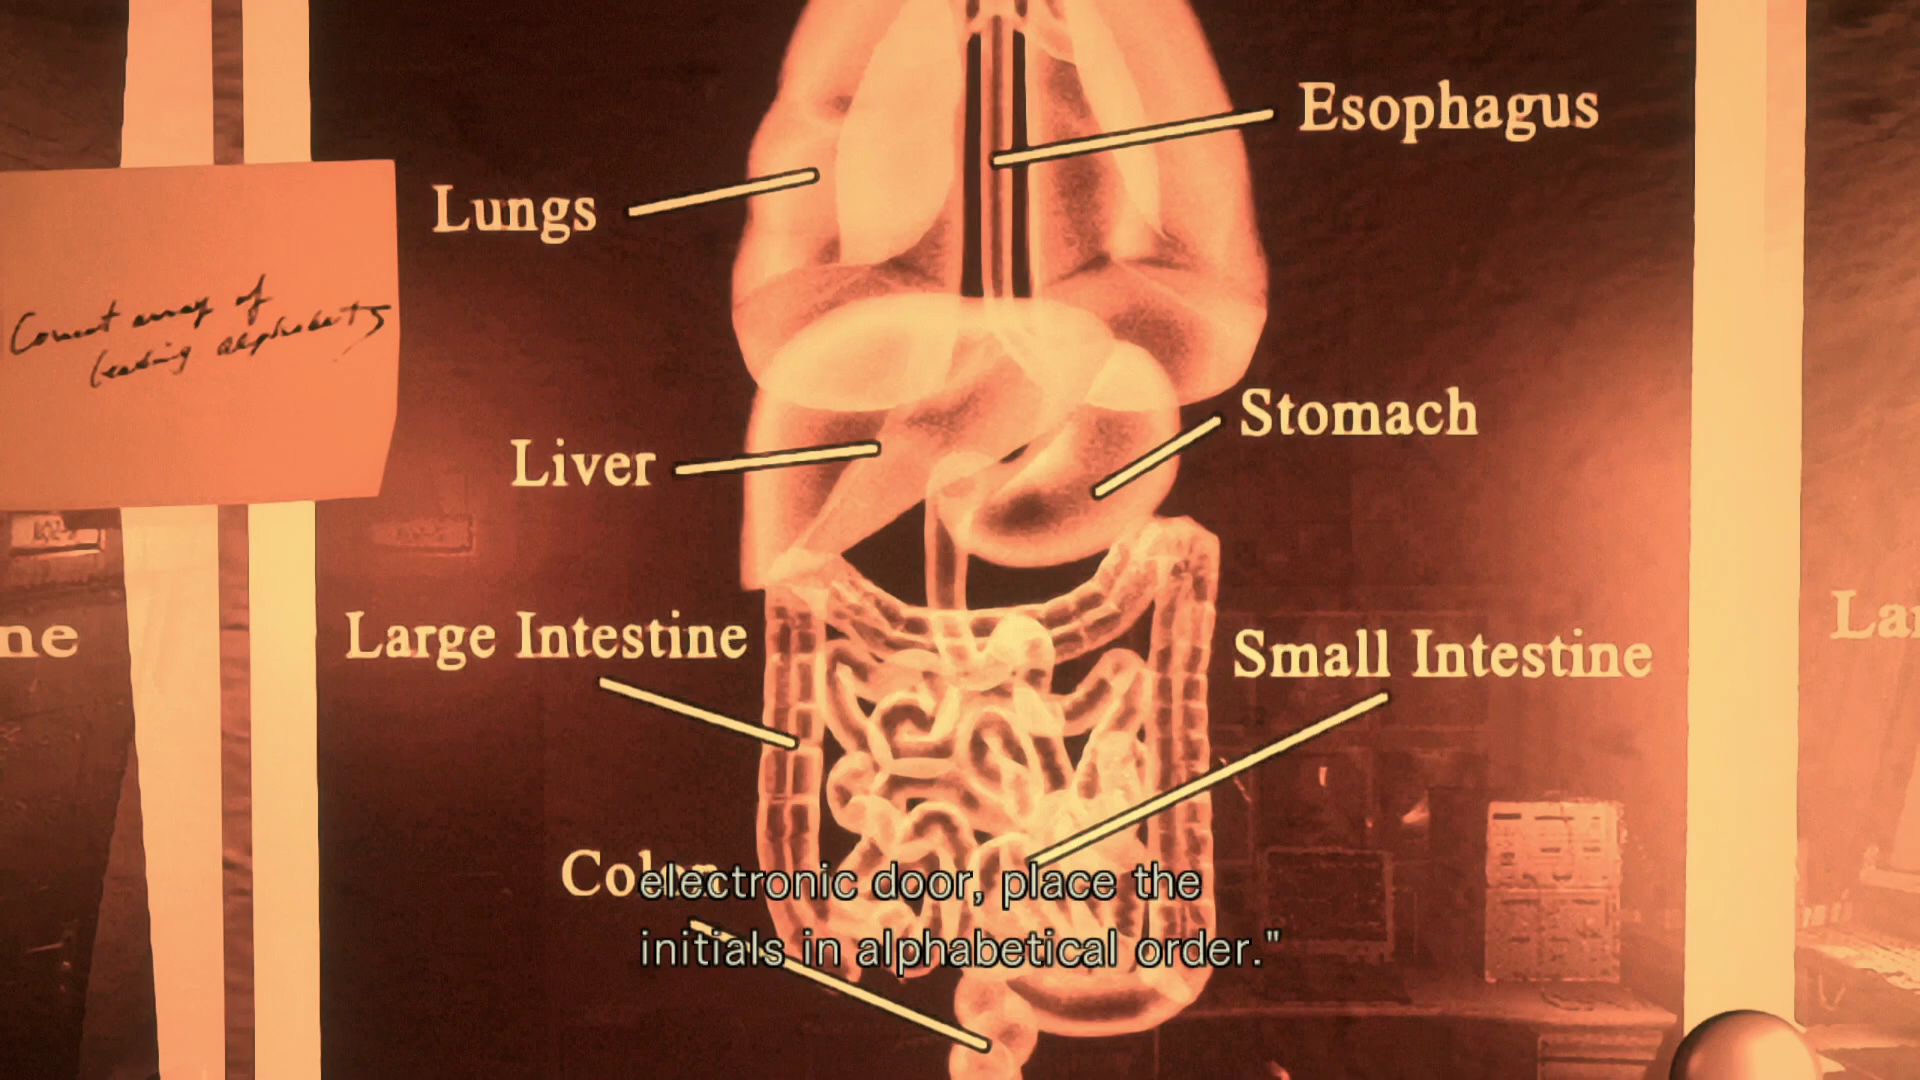 Esophagus
Lungs
Correct array of
leading alphabets
Stomach
Liver
Large Intestine
Small Intestine
ne
La
Colon
electronic door, place the
initials in alphabetical order."